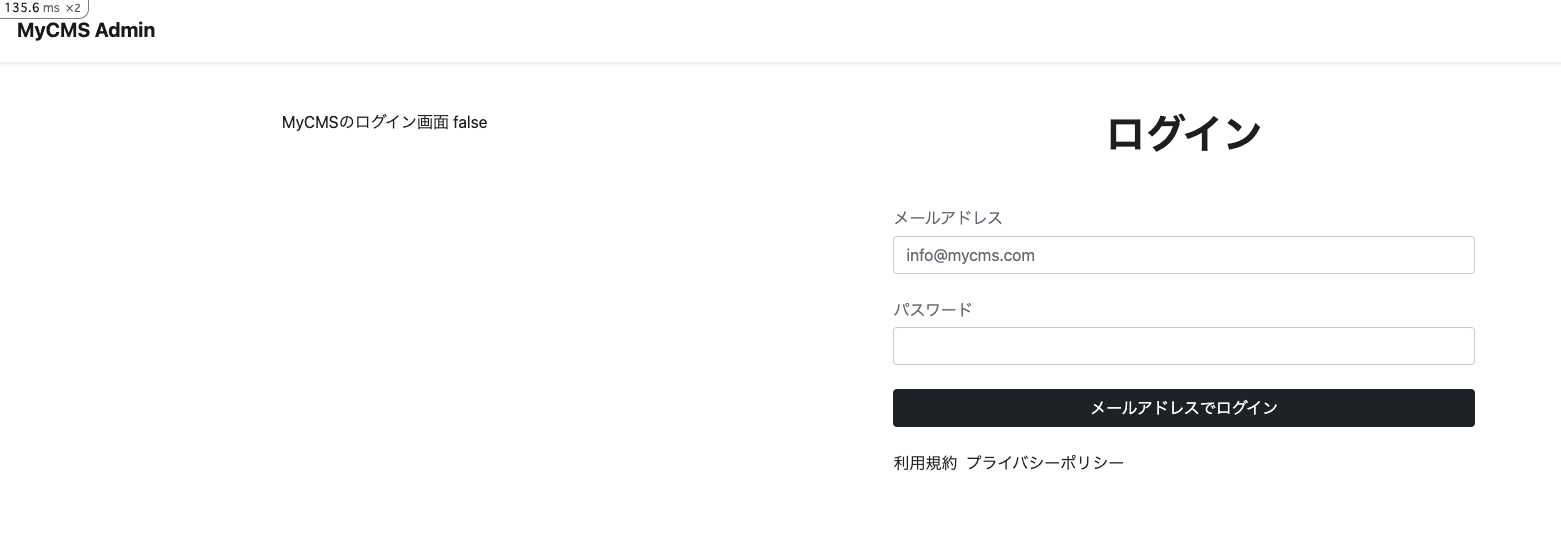 135.6 ms ×2
MyCMS Admin
MyCMSのログイン画面 false
ログイン
メールアドレス
info@mycms.com
パスワード
メールアドレスでログイン
利用規約 プライバシーポリシー